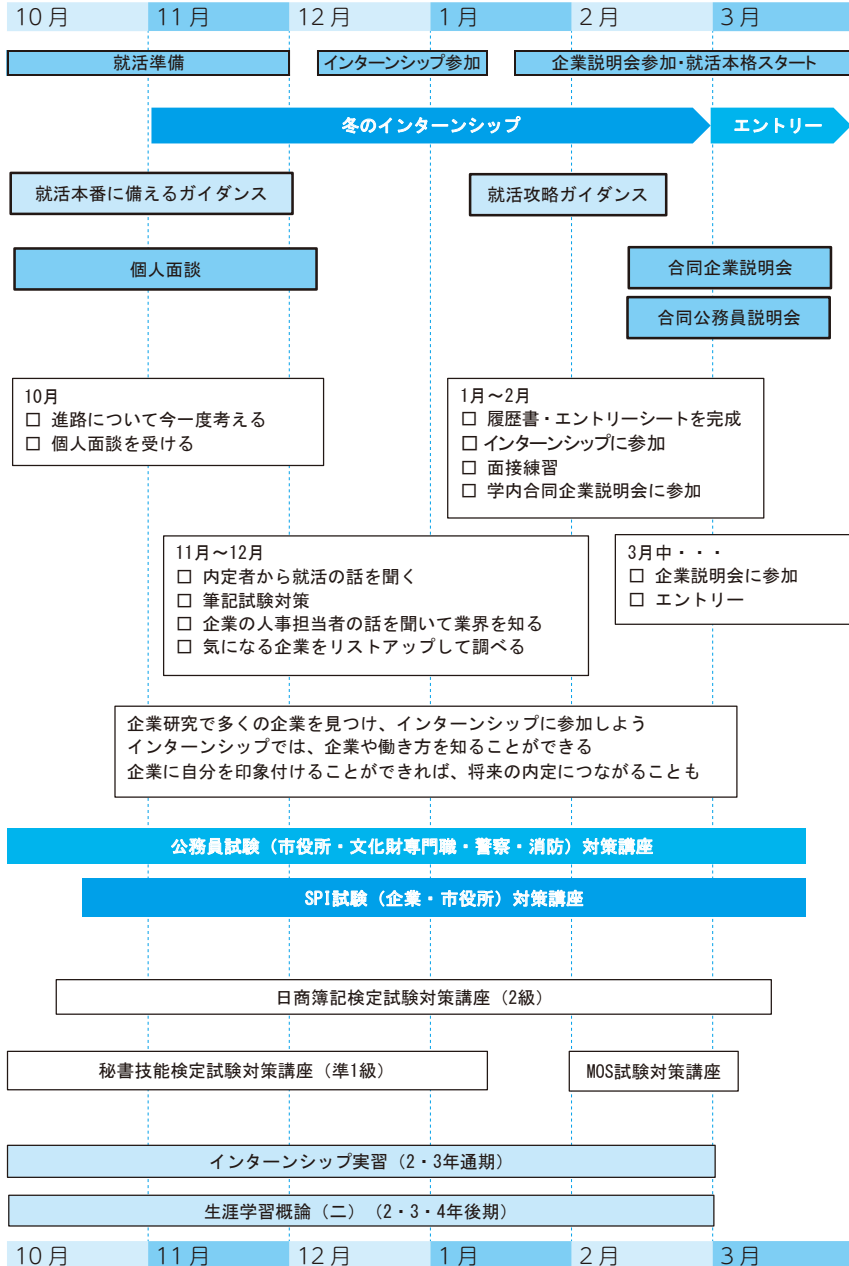 10月 11月 12月 1月 2月 3月
就活準備 インターンシップ参加 企業説明会参加・就活本格スタート
冬のインターンシップ エントリー
就活本番に備えるガイダンス 就活攻略ガイダンス
個人面談 合同企業説明会
合同公務員説明会
10月
□ 進路について今一度考える
□ 個人面談を受ける
1月～2月
□ 履歴書・エントリーシートを完成
□ インターンシップに参加
□ 面接練習
□ 学内合同企業説明会に参加
11月～12月
□ 内定者から就活の話を聞く
□ 筆記試験対策
□ 企業の人事担当者の話を聞いて業界を知る
□ 気になる企業をリストアップして調べる
3月中・・・
□ 企業説明会に参加
□ エントリー
企業研究で多くの企業を見つけ、インターンシップに参加しよう
インターンシップでは、企業や働き方を知ることができる
企業に自分を印象付けることができれば、将来の内定につながることも
公務員試験（市役所・文化財専門職・警察・消防）対策講座
SPI試験（企業・市役所）対策講座
日商簿記検定試験対策講座（2級）
秘書技能検定試験対策講座（準1級） MOS試験対策講座
インターンシップ実習（2・3年通期）
生涯学習概論（二）（2・3・4年後期）
10月 11月 12月 1月 2月 3月